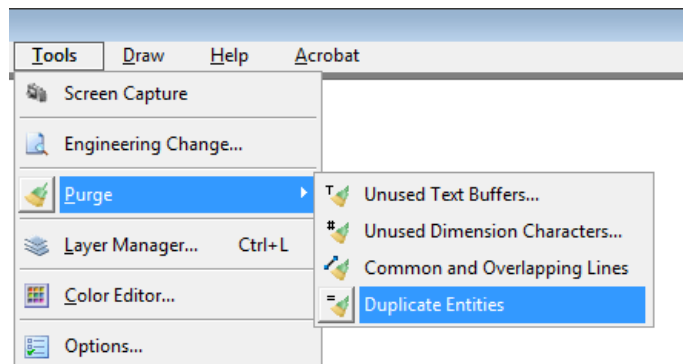 Tools Draw Help Acrobat
Screen Capture
Engineering Change...
Purge
Layer Manager... Ctrl+L
Color Editor...
Options...
T Unused Text Buffers...
# Unused Dimension Characters...
Common and Overlapping Lines
= Duplicate Entities